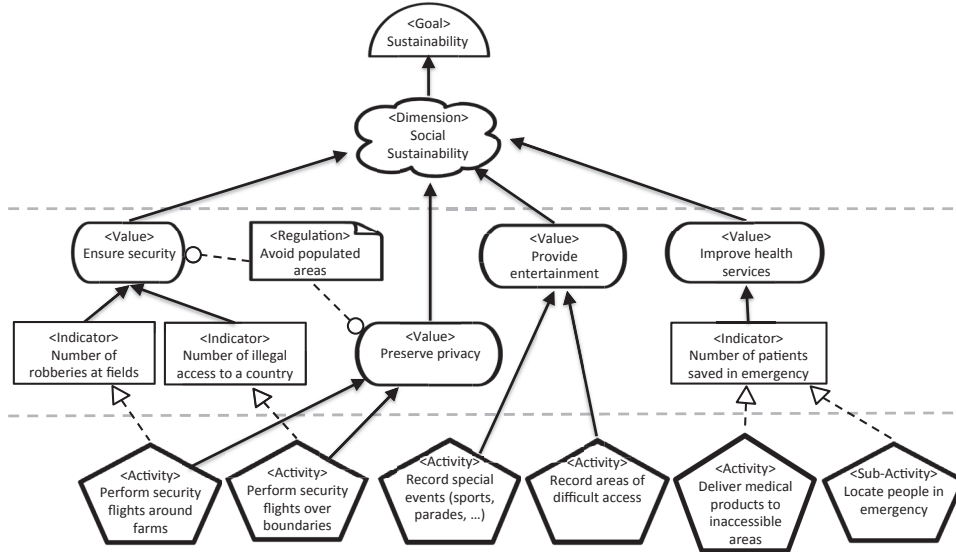 <Goal>
Sustainability
<Dimension>
Social
Sustainability
<Value>
Ensure security
<Regulation>
Avoid populated
areas
<Value>
Provide
entertainment
<Value>
Improve health
services
<Indicator>
Number of
robberies at fields
<Indicator>
Number of illegal
access to a country
<Value>
Preserve privacy
<Indicator>
Number of patients
saved in emergency
<Activity>
Perform security
flights around
farms
<Activity>
Perform security
flights over
boundaries
<Activity>
Record special
events (sports,
parades, ...)
<Activity>
Record areas of
difficult access
<Activity>
Deliver medical
products to
inaccessible
areas
<Sub-Activity>
Locate people in
emergency